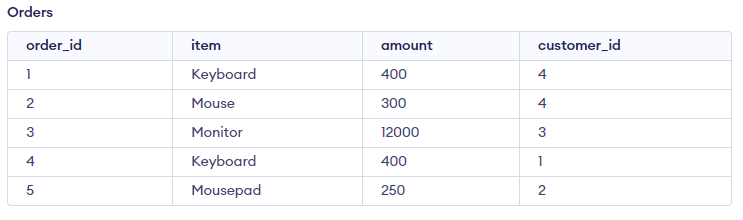 Orders
order_id item amount customer_id
1 Keyboard 400 4
2 Mouse 300 4
3 Monitor 12000 3
4 Keyboard 400 1
5 Mousepad 250 2